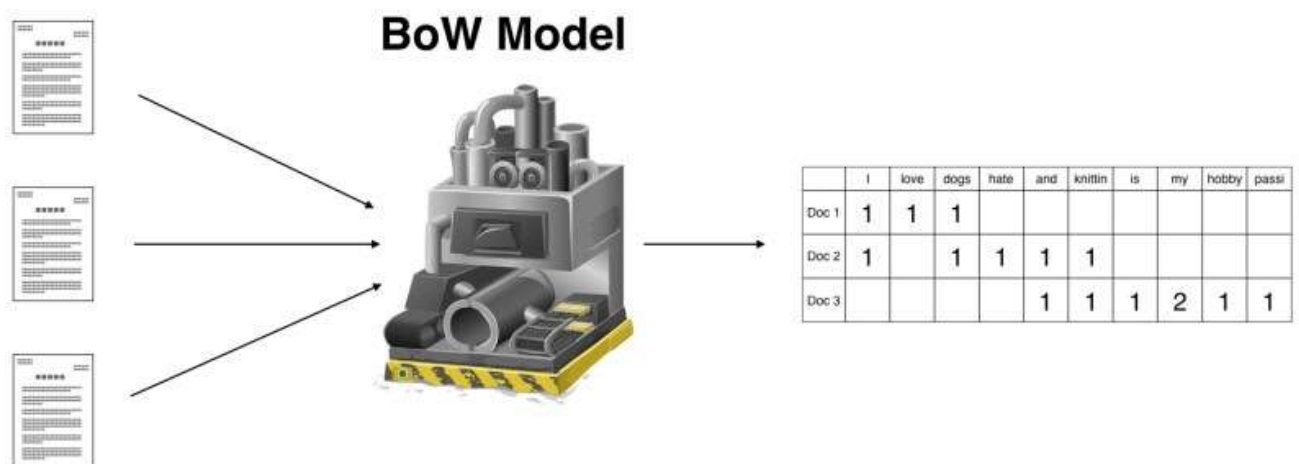 BoW Model
I love dogs hate and knittin is my hobby passi
Doc 1 1 1 1
Doc 2 1 1 1 1 1
Doc 3 1 1 1 2 1 1